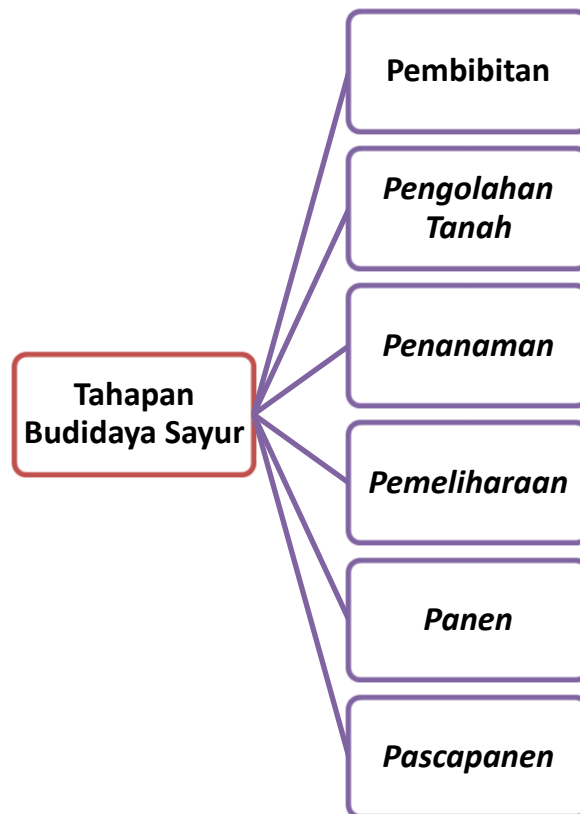 Pembibitan
Pengolahan
Tanah
Penanaman
Tahapan
Budidaya Sayur
Pemeliharaan
Panen
Pascapanen